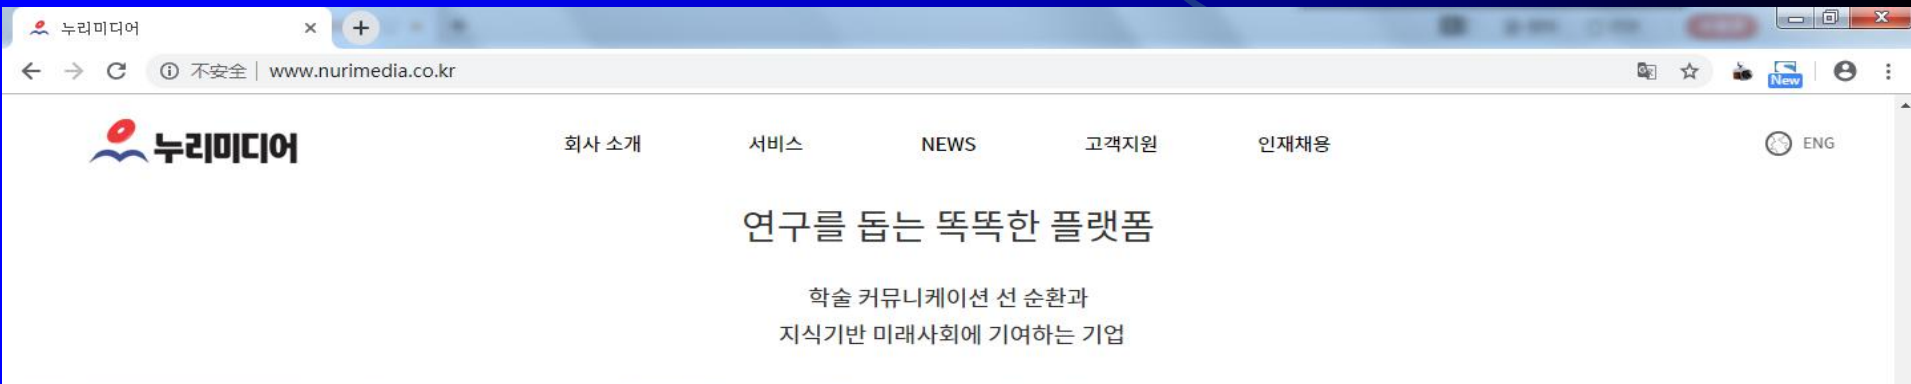 누리미디어
不安全 | www.nurimedia.co.kr
New
누리미디어
회사 소개 서비스 NEWS 고객지원 인재채용 ENG
연구를 돕는 똑똑한 플랫폼
학술 커뮤니케이션 선 순환과
지식기반 미래사회에 기여하는 기업